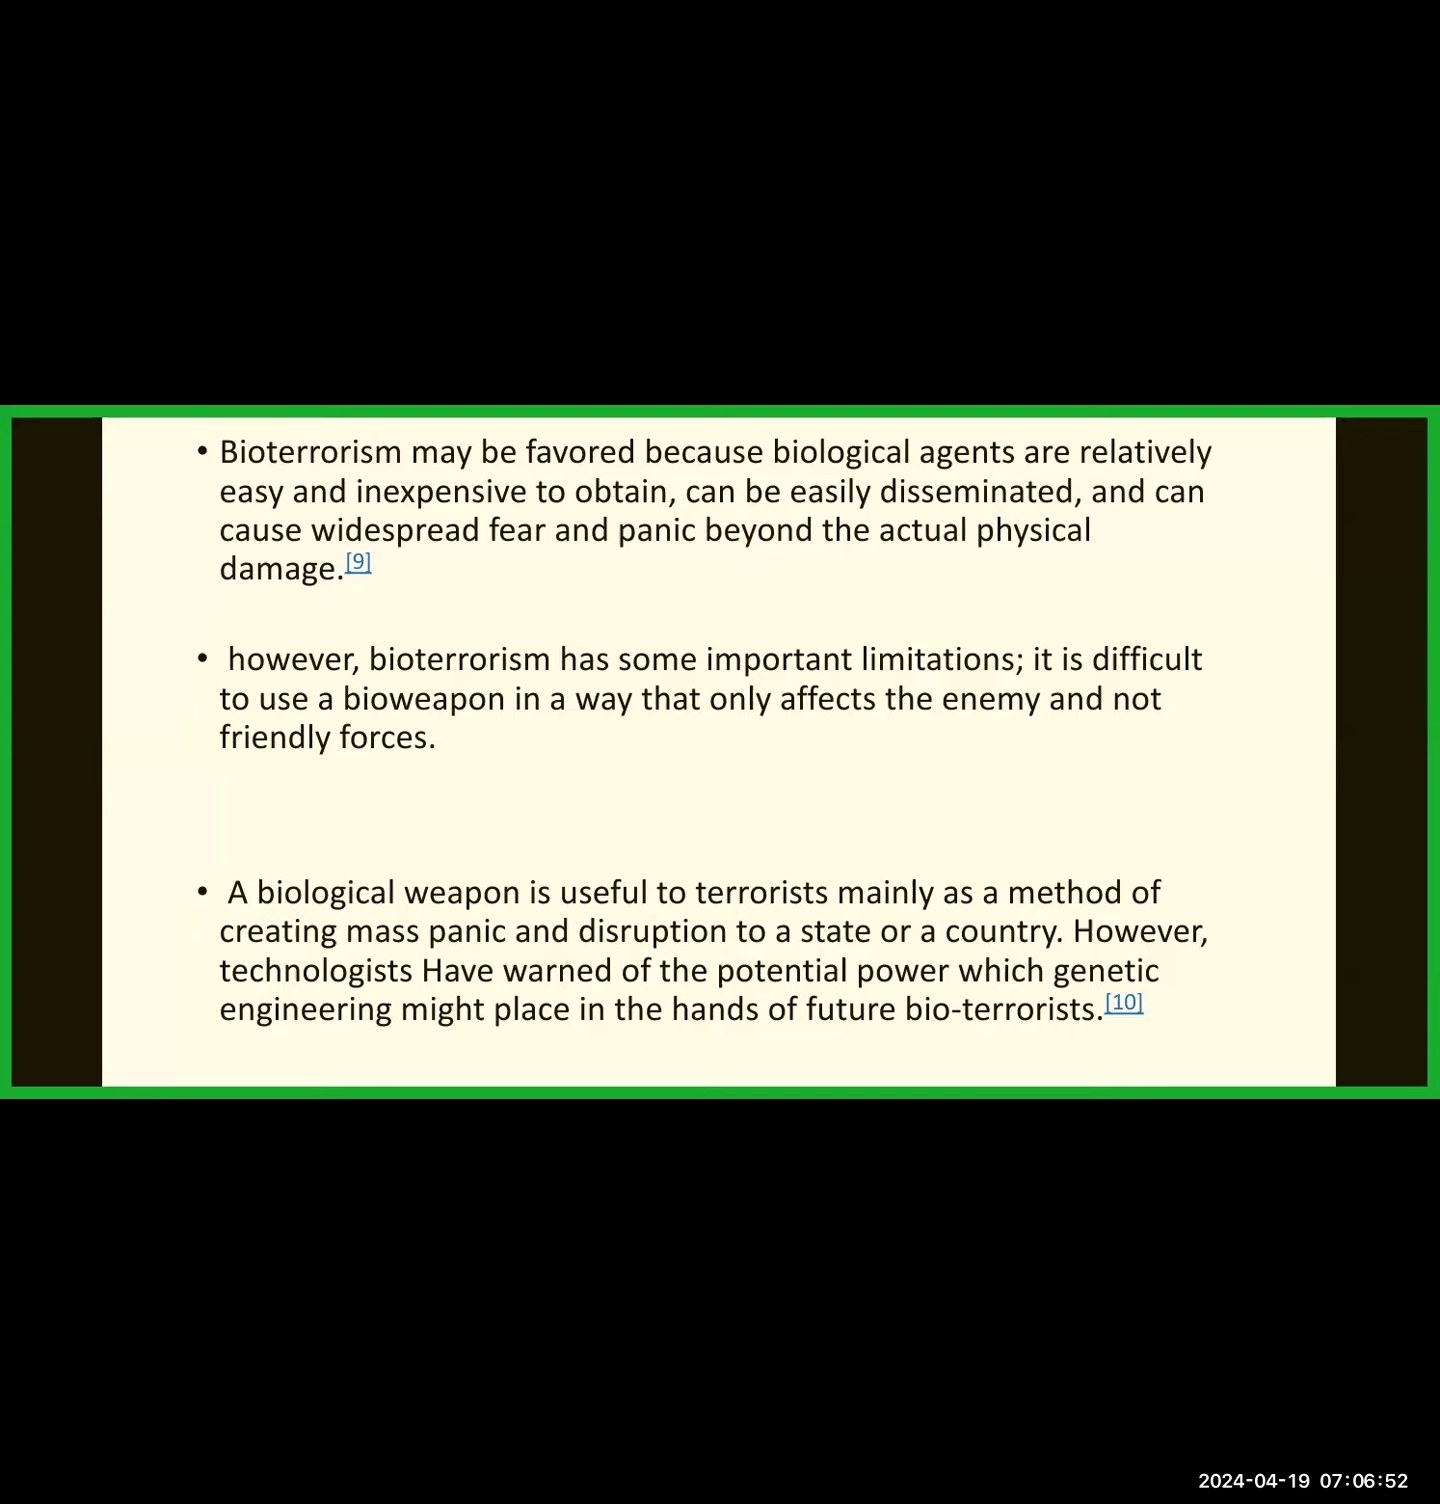 • Bioterrorism may be favored because biological agents are relatively
easy and inexpensive to obtain, can be easily disseminated, and can
cause widespread fear and panic beyond the actual physical
damage.[9]
• however, bioterrorism has some important limitations; it is difficult
to use a bioweapon in a way that only affects the enemy and not
friendly forces.
• A biological weapon is useful to terrorists mainly as a method of
creating mass panic and disruption to a state or a country. However,
technologists Have warned of the potential power which genetic
engineering might place in the hands of future bio-terrorists.[10]
2024-04-19 07:06:52